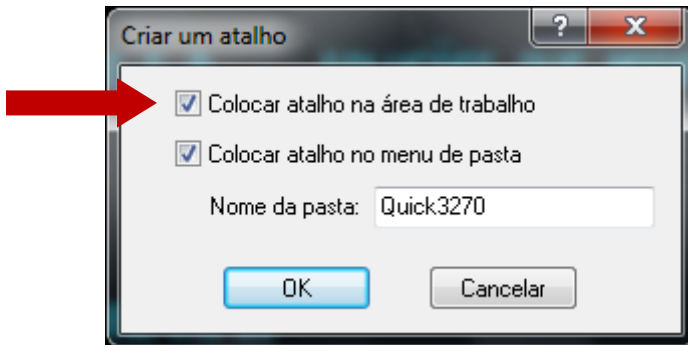 Criar um atalho
?
X
Colocar atalho na área de trabalho
Colocar atalho no menu de pasta
Nome da pasta: Quick3270
OK Cancelar